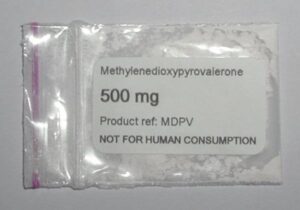 Methylenedioxypyrovalerone
500 mg
Product ref: MDPV
NOT FOR HUMAN CONSUMPTION